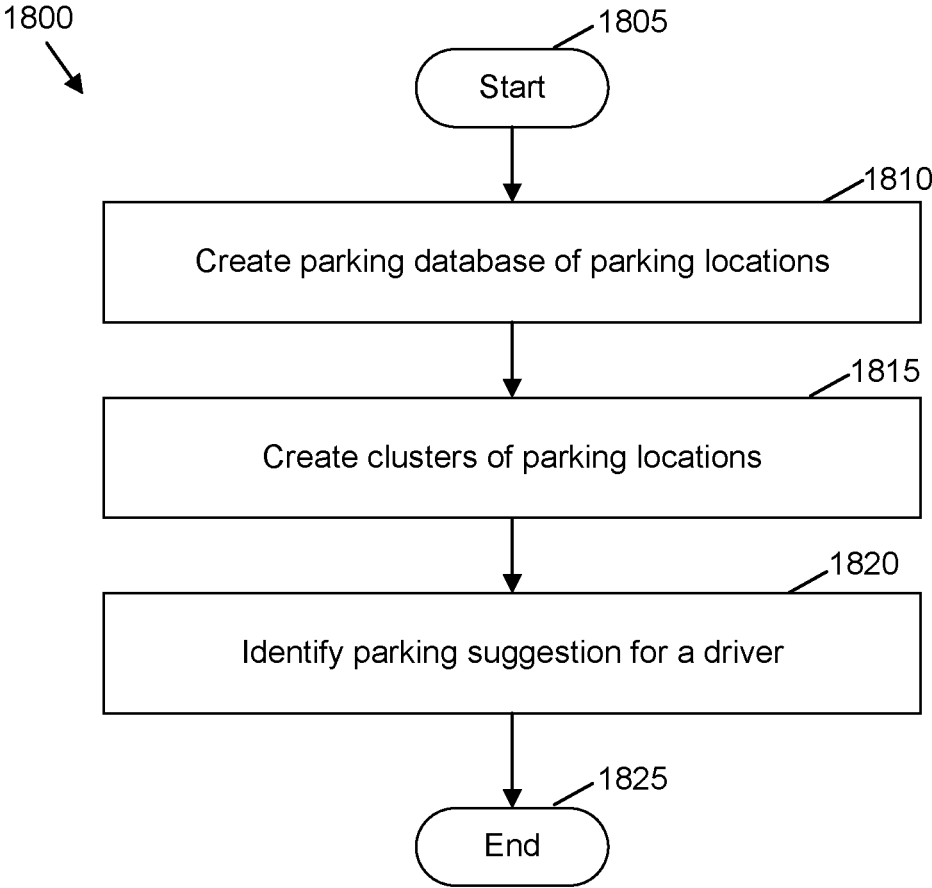 1800
1805
Start
1810
Create parking database of parking locations
1815
Create clusters of parking locations
1820
Identify parking suggestion for a driver
1825
End